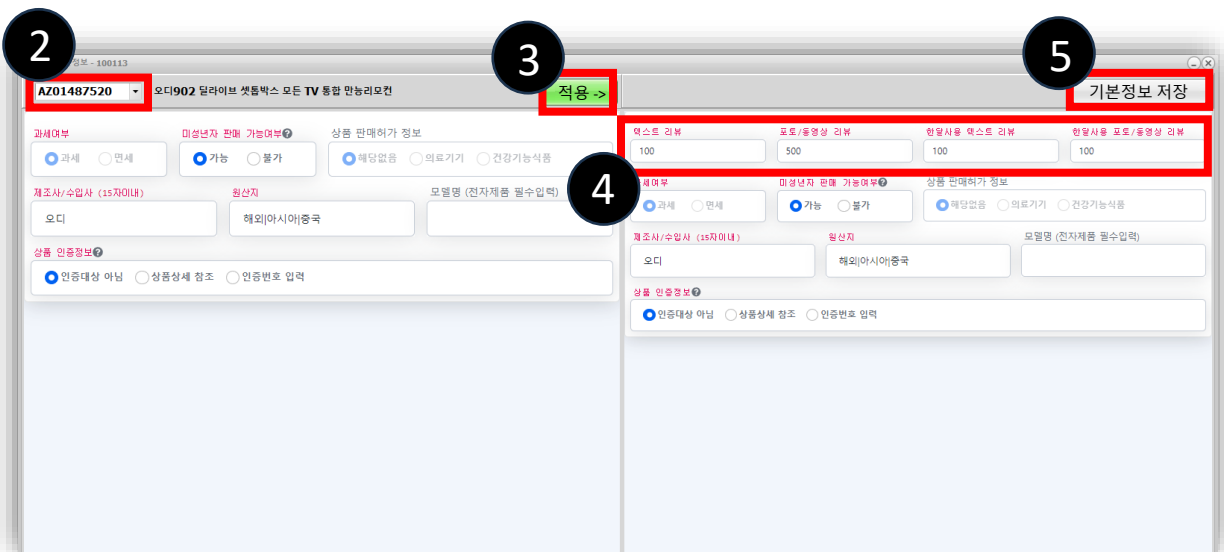 2
3
5
정보 - 100113
AZ01487520
오디902 딜라이브 셋톱박스 모든 TV 통합 만능리모컨
적용 ->
기본정보 저장
과세여부
미성년자 판매 가능여부?
상품 판매허가 정보
과세 면세
가능 불가
해당없음 의료기기 건강기능식품
제조사/수입사 (15자이내)
원산지
모델명 (전자제품 필수입력)
오디
해외|아시아|중국
상품 인증정보?
인증대상 아님 상품상세 참조 인증번호 입력
텍스트 리뷰
포토/동영상 리뷰
한달사용 텍스트 리뷰
한달사용 포토/동영상 리뷰
100
500
100
100
4
과세여부
미성년자 판매 가능여부?
상품 판매허가 정보
과세 면세
가능 불가
해당없음 의료기기 건강기능식품
제조사/수입사 (15자이내)
원산지
모델명 (전자제품 필수입력)
오디
해외|아시아|중국
상품 인증정보?
인증대상 아님 상품상세 참조 인증번호 입력